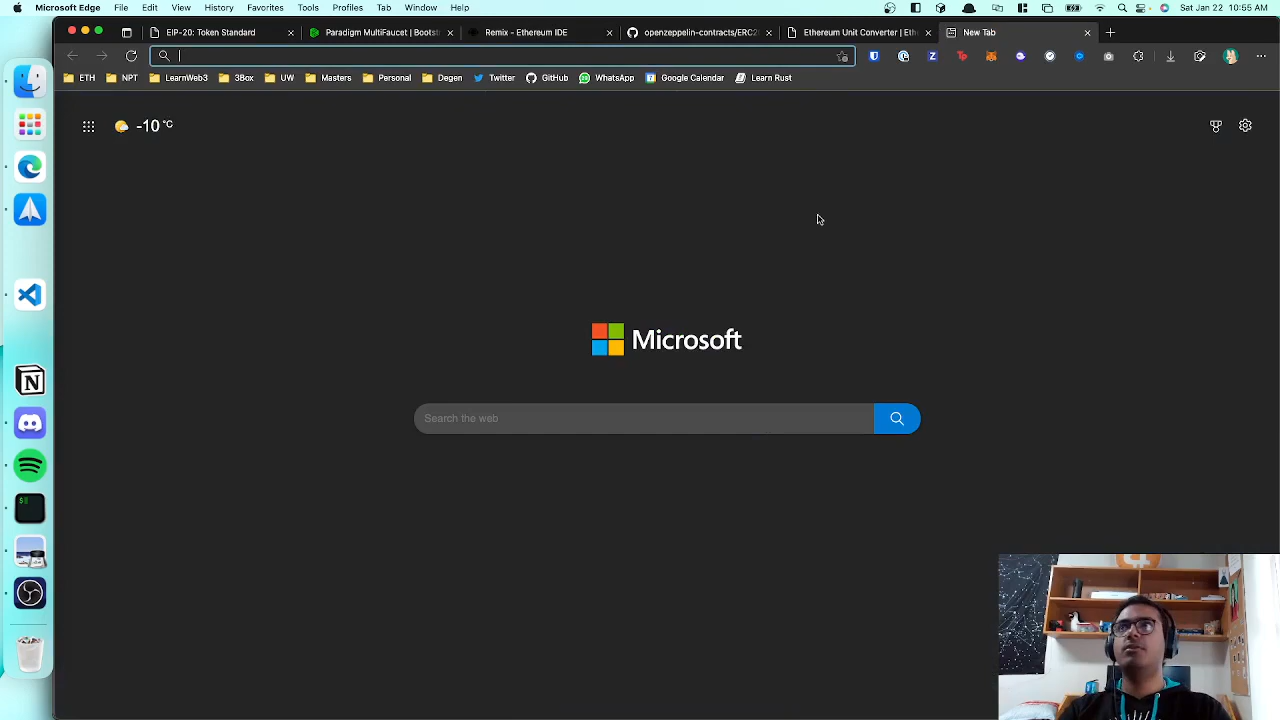 Microsoft Edge File Edit View History Favorites Tools Profiles Tab Window Help Sat Jan 22 10:55 AM
EIP-20: Token Standard Paradigm MultiFaucet | Boots Remix - Ethereum IDE openzeppelin-contracts/ERC2 Ethereum Unit Converter | Eth New Tab
ETH NPT LearnWeb3 3Box UW Masters Personal Degen Twitter GitHub WhatsApp Google Calendar Learn Rust
-10 °C
Microsoft
Search the web